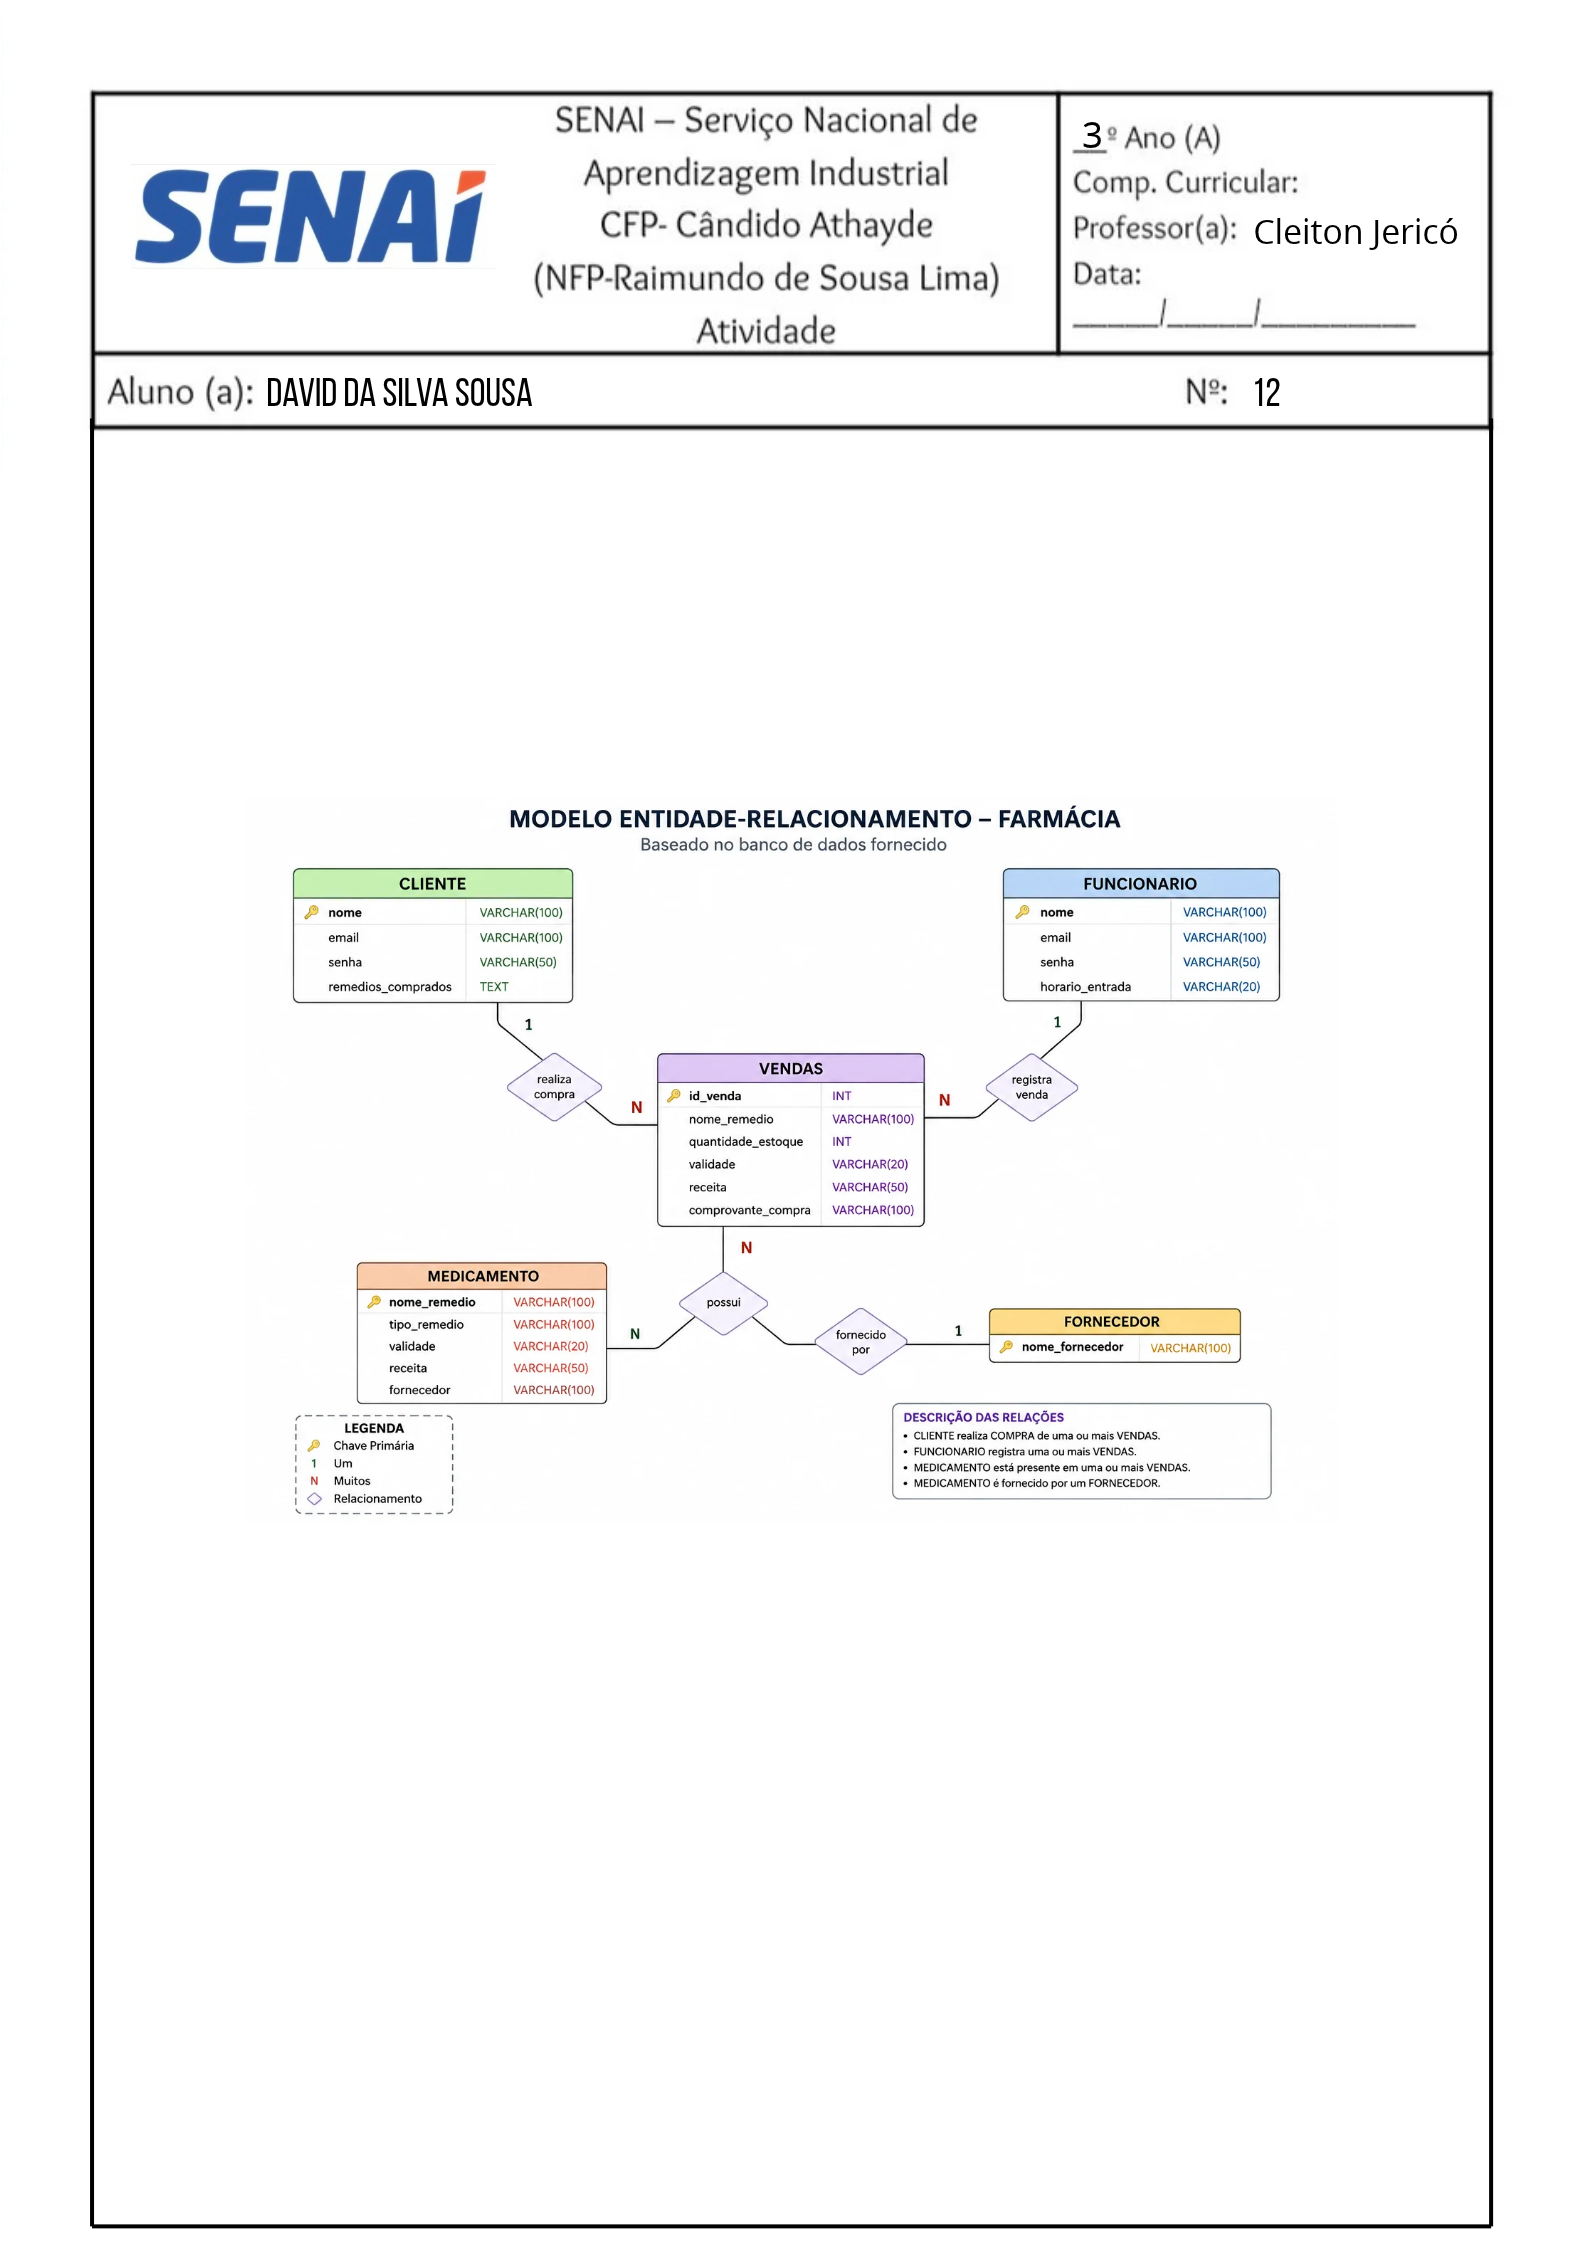 SENAI
SENAI – Serviço Nacional de
Aprendizagem Industrial
CFP- Cândido Athayde
(NFP-Raimundo de Sousa Lima)
Atividade
3º Ano (A)
Comp. Curricular:
Professor(a): Cleiton Jericó
Data:
_____/_____/_________
Aluno (a): DAVID DA SILVA SOUSA Nº: 12
MODELO ENTIDADE-RELACIONAMENTO – FARMÁCIA
Baseado no banco de dados fornecido
CLIENTE
nome VARCHAR(100)
email VARCHAR(100)
senha VARCHAR(50)
remedios_comprados TEXT
FUNCIONARIO
nome VARCHAR(100)
email VARCHAR(100)
senha VARCHAR(50)
horario_entrada VARCHAR(20)
1
1
realiza
compra
N
VENDAS
id_venda INT
nome_remedio VARCHAR(100)
quantidade_estoque INT
validade VARCHAR(20)
receita VARCHAR(50)
comprovante_compra VARCHAR(100)
N
registra
venda
N
MEDICAMENTO
nome_remedio VARCHAR(100)
tipo_remedio VARCHAR(100)
validade VARCHAR(20)
receita VARCHAR(50)
fornecedor VARCHAR(100)
N
possui
fornecido
por
1
FORNECEDOR
nome_fornecedor VARCHAR(100)
LEGENDA
Chave Primária
1 Um
N Muitos
Relacionamento
DESCRIÇÃO DAS RELAÇÕES
• CLIENTE realiza COMPRA de uma ou mais VENDAS.
• FUNCIONARIO registra uma ou mais VENDAS.
• MEDICAMENTO está presente em uma ou mais VENDAS.
• MEDICAMENTO é fornecido por um FORNECEDOR.